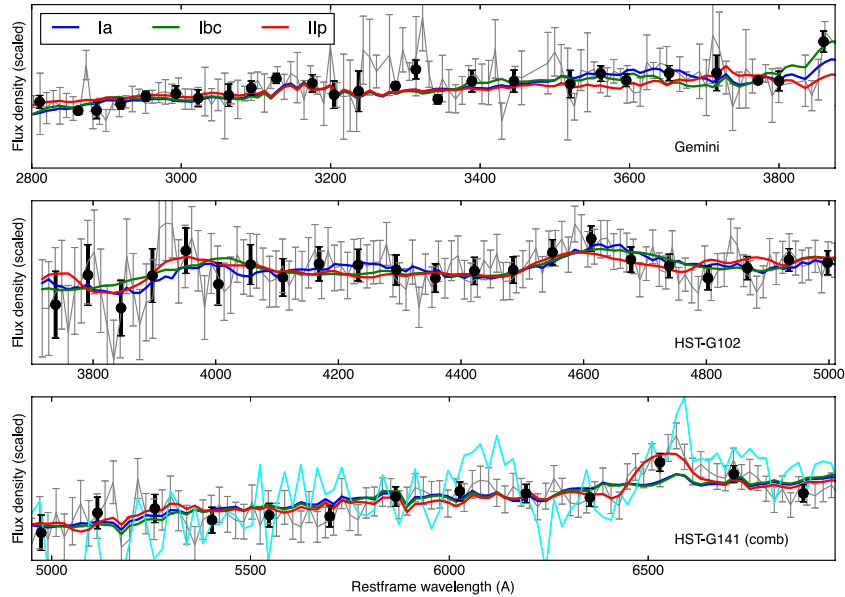 Ia Ibc IIp
Flux density (scaled)
Gemini
2800 3000 3200 3400 3600 3800
Flux density (scaled)
HST-G102
3800 4000 4200 4400 4600 4800 5000
Flux density (scaled)
HST-G141 (comb)
5000 5500 6000 6500
Restframe wavelength (A)